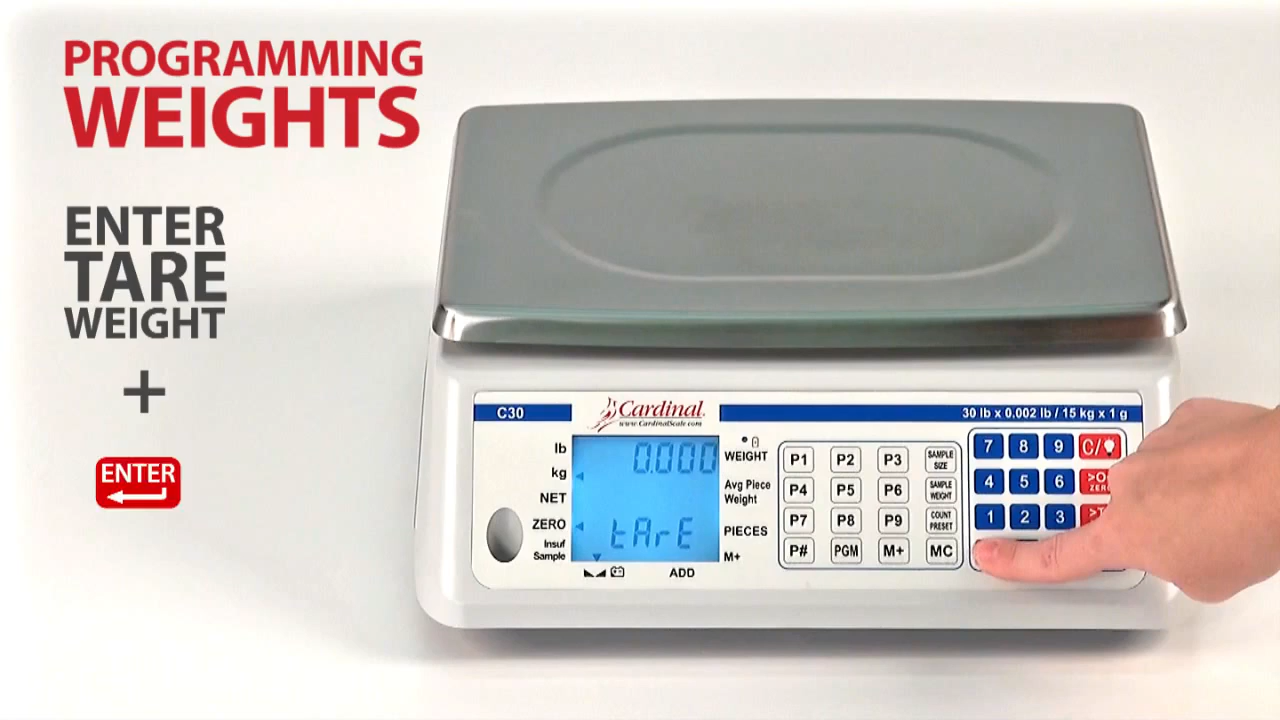 PROGRAMMING
WEIGHTS
ENTER
TARE
WEIGHT
+
ENTER
C30
Cardinal
www.CardinalScale.com
30 lb x 0.002 lb / 15 kg x 1 g
lb
kg
NET
ZERO
Insuf
Sample
0.000
tArE
WEIGHT
Avg Piece
Weight
PIECES
M+
ADD
P1 P2 P3 SAMPLE SIZE
P4 P5 P6 SAMPLE WEIGHT
P7 P8 P9 COUNT PRESET
P# PGM M+ MC
7 8 9 C/
4 5 6
1 2 3